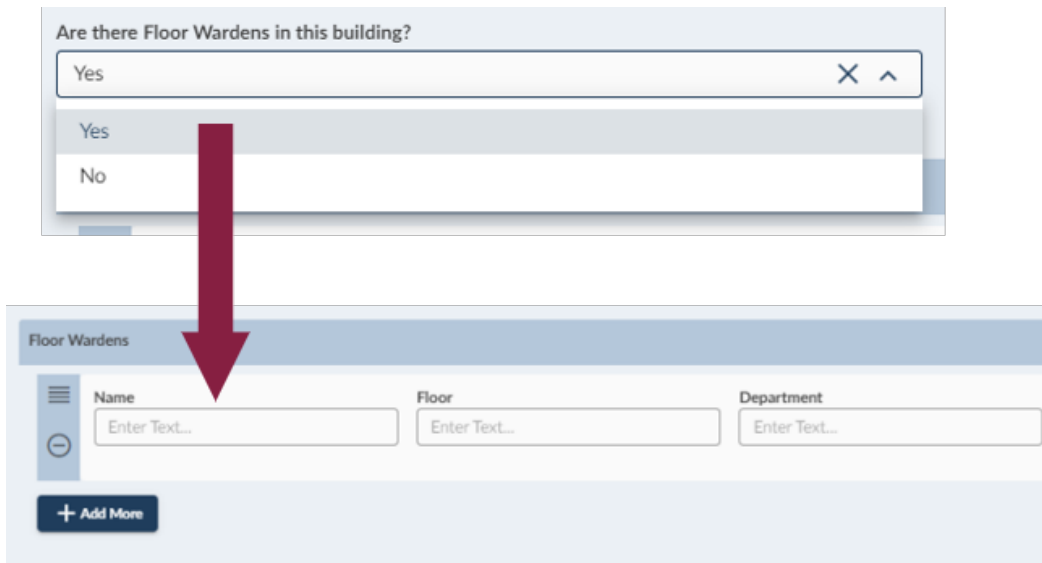 Are there Floor Wardens in this building?
Yes
Yes
No
Floor Wardens
Name Floor Department
Enter Text... Enter Text... Enter Text...
Add More